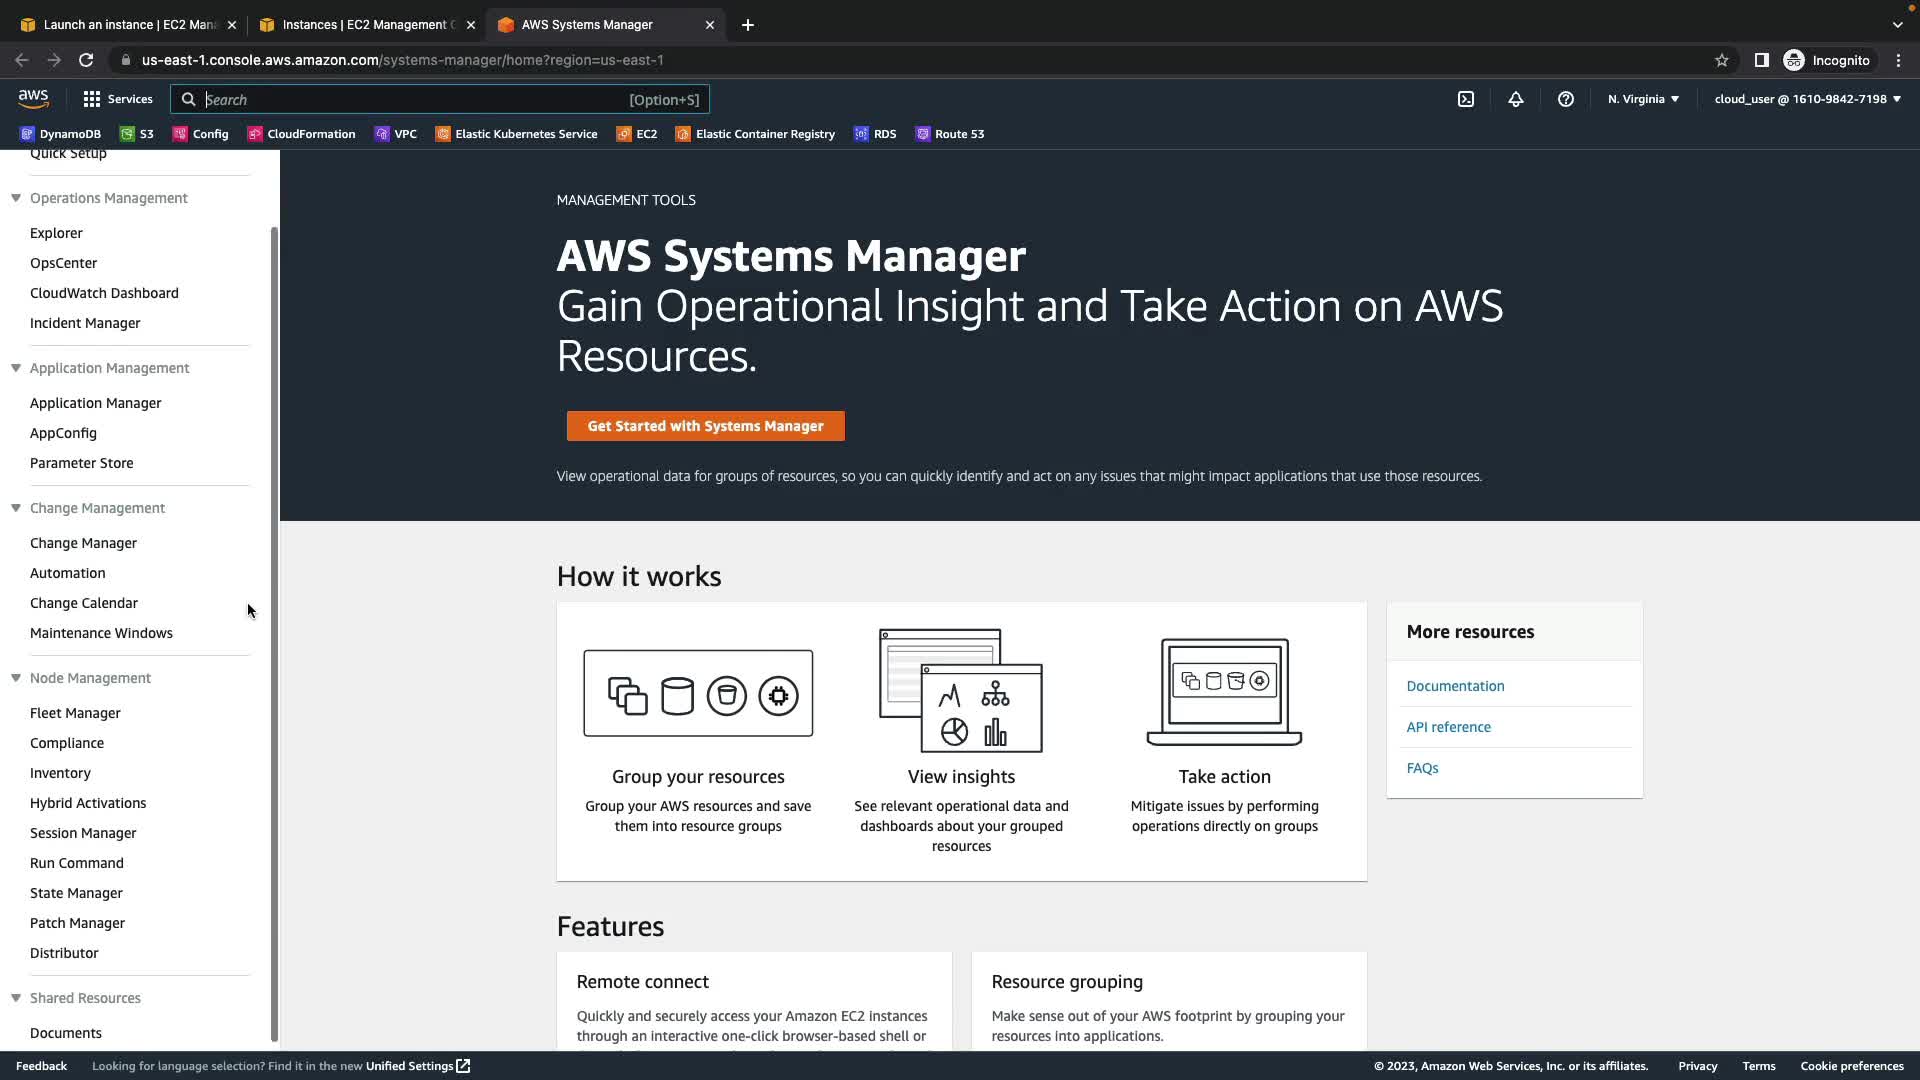 Launch an instance | EC2 Man
Instances | EC2 Management C
AWS Systems Manager
us-east-1.console.aws.amazon.com/systems-manager/home?region=us-east-1
Incognito
aws
Services
Search
[Option+S]
N. Virginia
cloud_user @ 1610-9842-7198
DynamoDB
S3
Config
CloudFormation
VPC
Elastic Kubernetes Service
EC2
Elastic Container Registry
RDS
Route 53
Quick Setup
Operations Management
Explorer
OpsCenter
CloudWatch Dashboard
Incident Manager
Application Management
Application Manager
AppConfig
Parameter Store
Change Management
Change Manager
Automation
Change Calendar
Maintenance Windows
Node Management
Fleet Manager
Compliance
Inventory
Hybrid Activations
Session Manager
Run Command
State Manager
Patch Manager
Distributor
Shared Resources
Documents
MANAGEMENT TOOLS
AWS Systems Manager
Gain Operational Insight and Take Action on AWS
Resources.
Get Started with Systems Manager
View operational data for groups of resources, so you can quickly identify and act on any issues that might impact applications that use those resources.
How it works
Group your resources
Group your AWS resources and save
them into resource groups
View insights
See relevant operational data and
dashboards about your grouped
resources
Take action
Mitigate issues by performing
operations directly on groups
More resources
Documentation
API reference
FAQs
Features
Remote connect
Quickly and securely access your Amazon EC2 instances
through an interactive one-click browser-based shell or
Resource grouping
Make sense out of your AWS footprint by grouping your
resources into applications.
Feedback
Looking for language selection? Find it in the new Unified Settings
© 2023, Amazon Web Services, Inc. or its affiliates.
Privacy
Terms
Cookie preferences